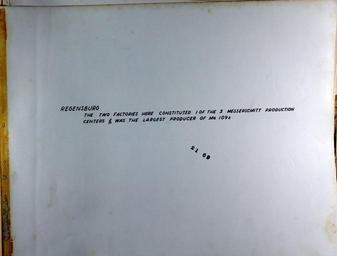 REGENSBURG
THE TWO FACTORIES HERE CONSTITUTED 1 OF THE 3 MESSERSCHMITT PRODUCTION
CENTERS & WAS THE LARGEST PRODUCER OF Me 109s
21 GB